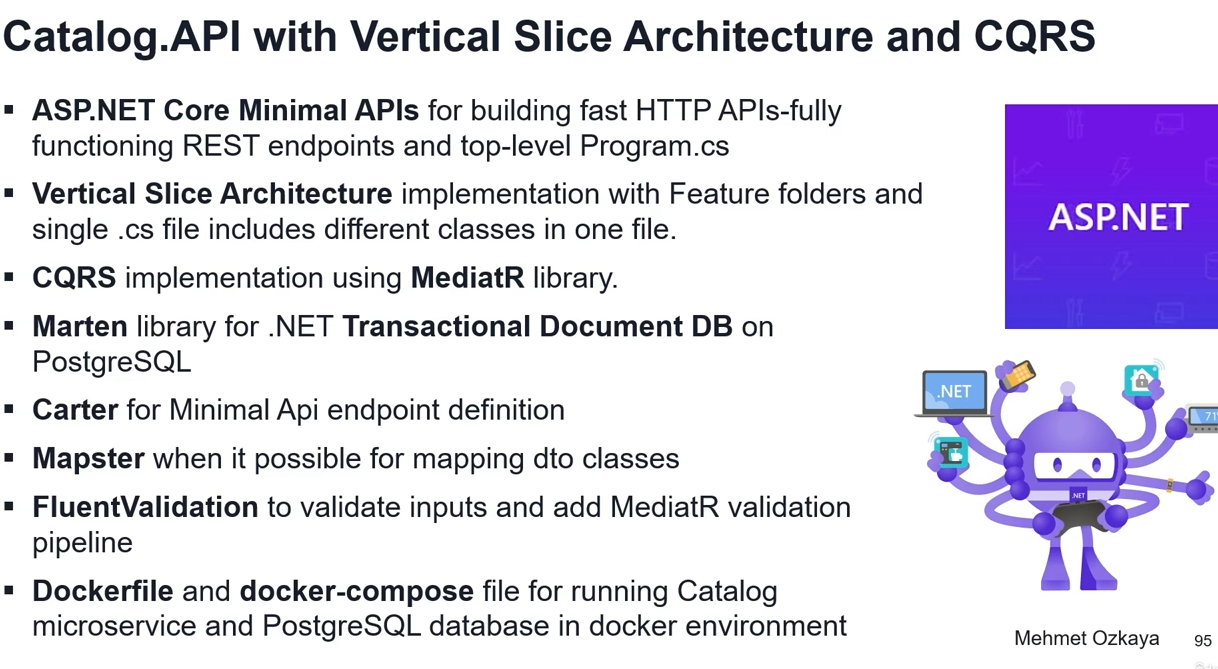 Catalog.API with Vertical Slice Architecture and CQRS
▪ ASP.NET Core Minimal APIs for building fast HTTP APIs-fully
functioning REST endpoints and top-level Program.cs
▪ Vertical Slice Architecture implementation with Feature folders and
single .cs file includes different classes in one file.
▪ CQRS implementation using MediatR library.
▪ Marten library for .NET Transactional Document DB on
PostgreSQL
▪ Carter for Minimal Api endpoint definition
▪ Mapster when it possible for mapping dto classes
▪ FluentValidation to validate inputs and add MediatR validation
pipeline
▪ Dockerfile and docker-compose file for running Catalog
microservice and PostgreSQL database in docker environment
ASP.NET
.NET
71°
.NET
Mehmet Ozkaya
95